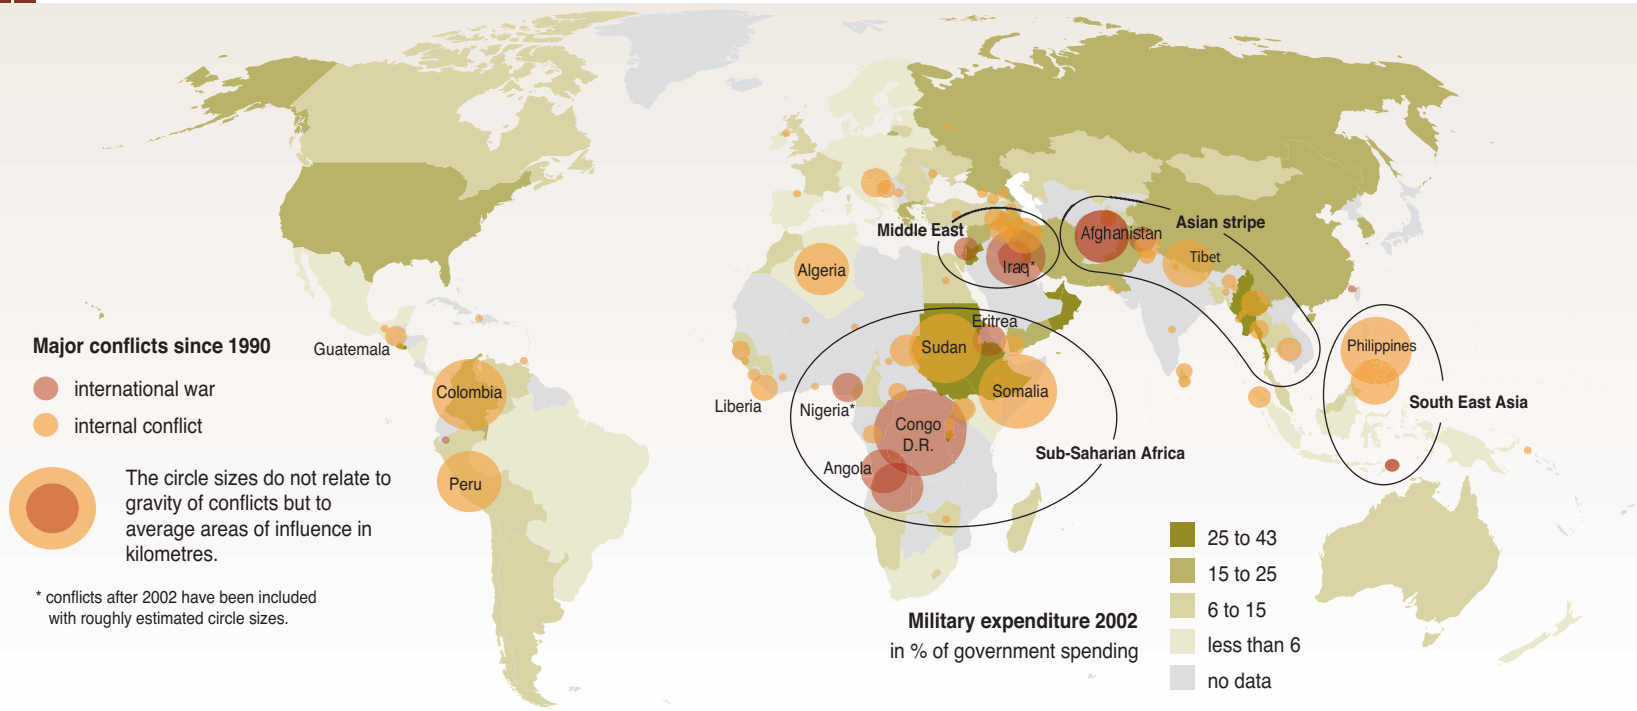 Middle East
Asian stripe
Afghanistan
Tibet
Iraq*
Algeria
Eritrea
Sudan
Somalia
Guatemala
Philippines
South East Asia
Colombia
Liberia
Nigeria*
Congo
D.R.
Sub-Saharian Africa
Angola
Peru
Major conflicts since 1990
international war
internal conflict
The circle sizes do not relate to
gravity of conflicts but to
average areas of influence in
kilometres.
* conflicts after 2002 have been included
with roughly estimated circle sizes.
Military expenditure 2002
in % of government spending
25 to 43
15 to 25
6 to 15
less than 6
no data